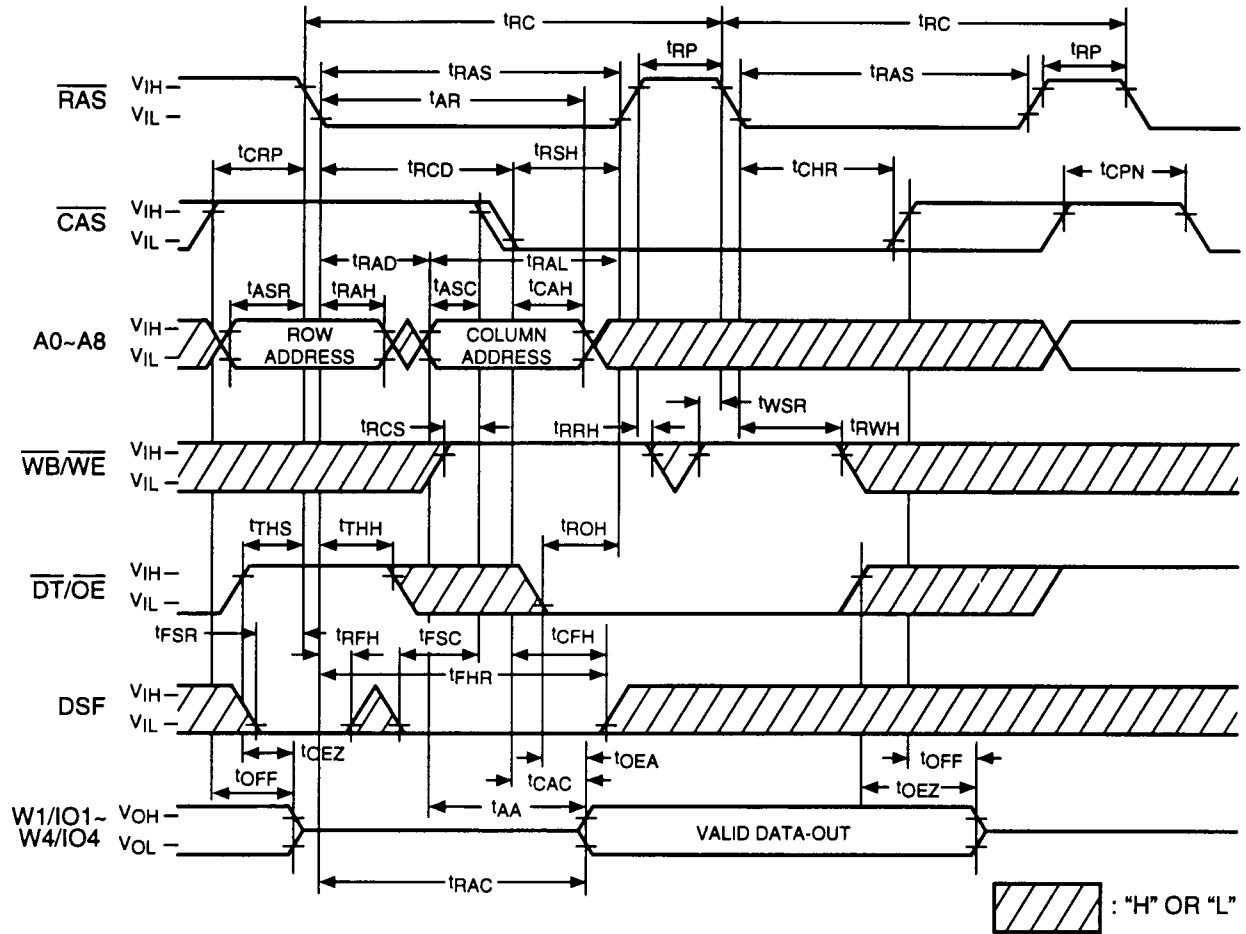 tRC tRC
tRAS tRP tRAS tRP
RAS VIH
tAR
VIL
tCRP tRCD tRSH tCHR tCPN
CAS VIH
VIL
tRAD tRAL
tASR tRAH tASC tCAH
A0~A8 VIH ROW ADDRESS COLUMN ADDRESS
VIL
tWSR
tRCS tRRH tRWH
WB/WE VIH
VIL
tTHS tTHH tROH
DT/OE VIH
VIL
tFSR tRFH tFSC tCFH
tFHR
DSF VIH
VIL
tOEZ tOEA tOFF
tOFF tCAC tOEZ
tAA
W1/IO1~ VOH
W4/IO4 VOL VALID DATA-OUT
tRAC
: "H" OR "L"